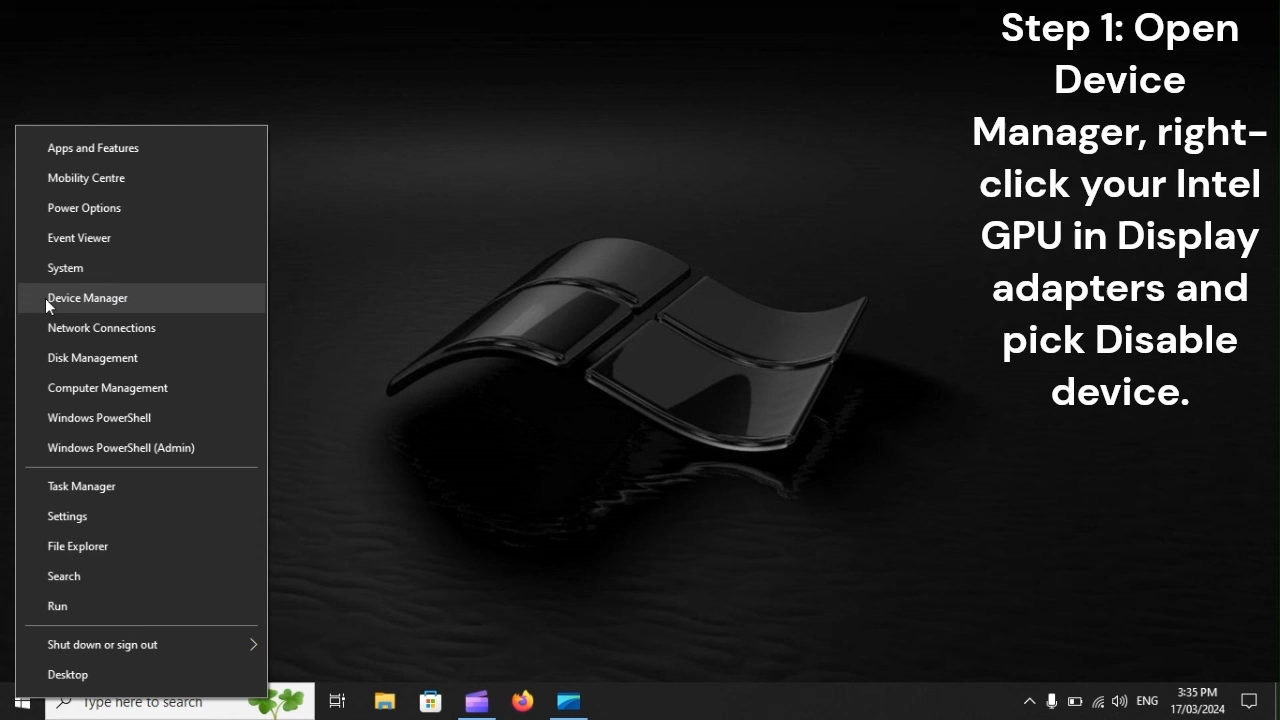 Step 1: Open
Device
Manager, right-
click your Intel
GPU in Display
adapters and
pick Disable
device.
Apps and Features
Mobility Centre
Power Options
Event Viewer
System
Device Manager
Network Connections
Disk Management
Computer Management
Windows PowerShell
Windows PowerShell (Admin)
Task Manager
Settings
File Explorer
Search
Run
Shut down or sign out
Desktop
Type here to search
ENG
3:35 PM
17/03/2024